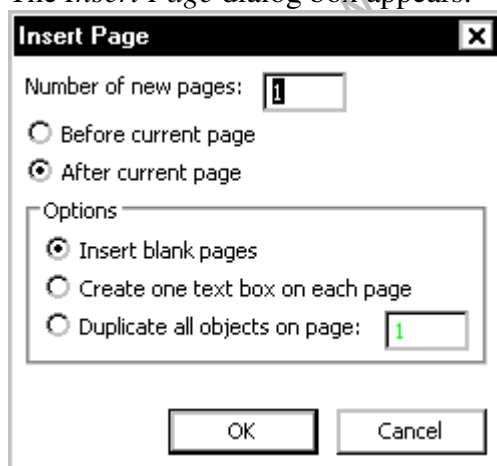 The Insert Page dialog box appears.
Insert Page
Number of new pages: 1
Before current page
After current page
Options
Insert blank pages
Create one text box on each page
Duplicate all objects on page: 1
OK Cancel